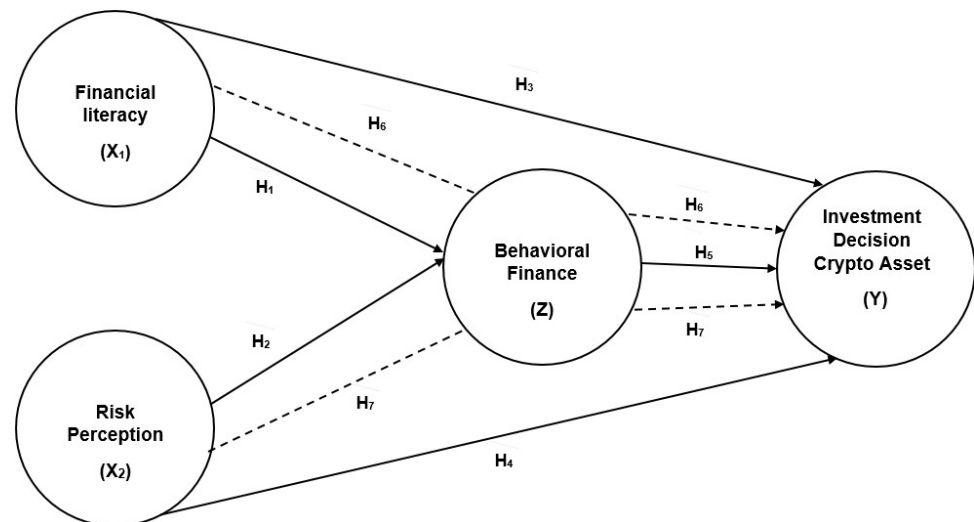 Financial
literacy
(X₁)
H₃
H₆
H₁
Behavioral
Finance
(Z)
H₆
H₅
H₇
Investment
Decision
Crypto Asset
(Y)
H₂
H₇
Risk
Perception
(X₂)
H₄